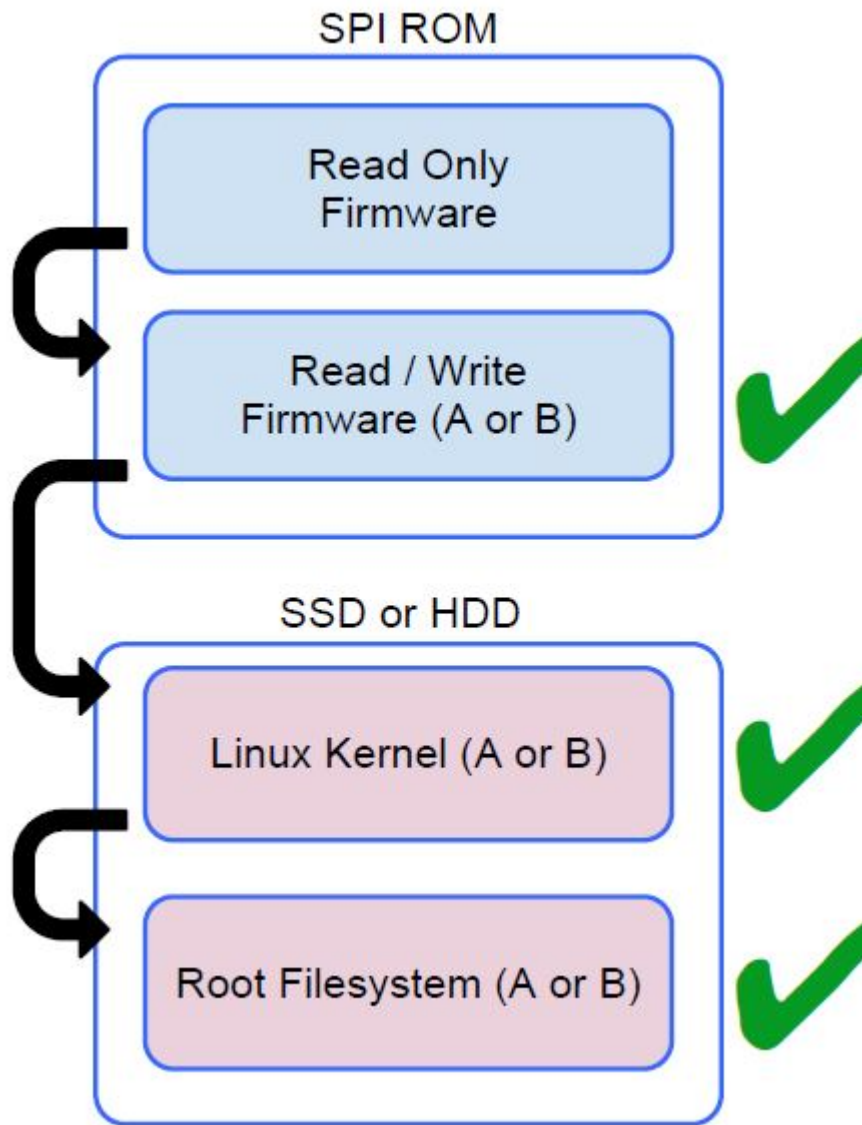 SPI ROM
Read Only
Firmware
Read / Write
Firmware (A or B)
SSD or HDD
Linux Kernel (A or B)
Root Filesystem (A or B)